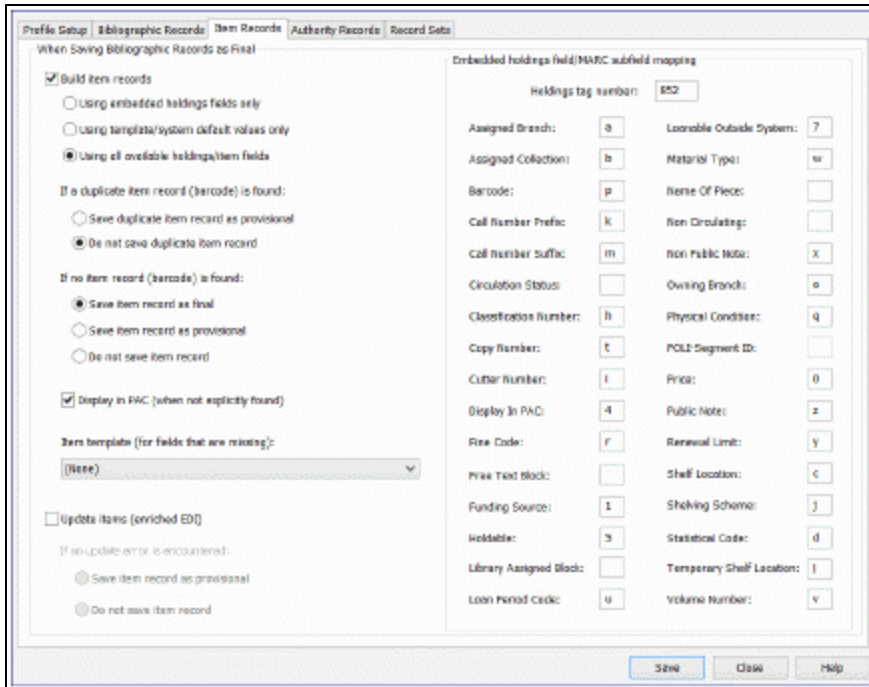 Profile Setup Bibliographic Records Item Records Authority Records Record Sets
When Saving Bibliographic Records as Final
Build item records
Using embedded holdings fields only
Using template/system default values only
Using all available holdings/item fields
If a duplicate item record (barcode) is found:
Save duplicate item record as provisional
Do not save duplicate item record
If no item record (barcode) is found:
Save item record as final
Save item record as provisional
Do not save item record
Display in PAC (when not explicitly found)
Item template (for fields that are missing):
(None)
Update items (enriched EDI)
If an update error is encountered:
Save item record as provisional
Do not save item record
Embedded holdings field/MARC subfield mapping
Holdings tag number: 852
Assigned Branch: a Loanable Outside System: 7
Assigned Collection: b Material Type: w
Barcode: p Name Of Piece:
Call Number Prefix: k Non Circulating:
Call Number Suffix: m Non Public Note: x
Circulation Status: Owning Branch: o
Classification Number: h Physical Condition: q
Copy Number: t POLI Segment ID:
Cutter Number: i Price: 0
Display In PAC: 4 Public Note: z
Fine Code: r Renewal Limit: y
Free Text Block: Shelf Location: c
Funding Source: 1 Shelving Scheme: j
Holdable: 3 Statistical Code: d
Library Assigned Block: Temporary Shelf Location: l
Loan Period Code: u Volume Number: v
Save Close Help